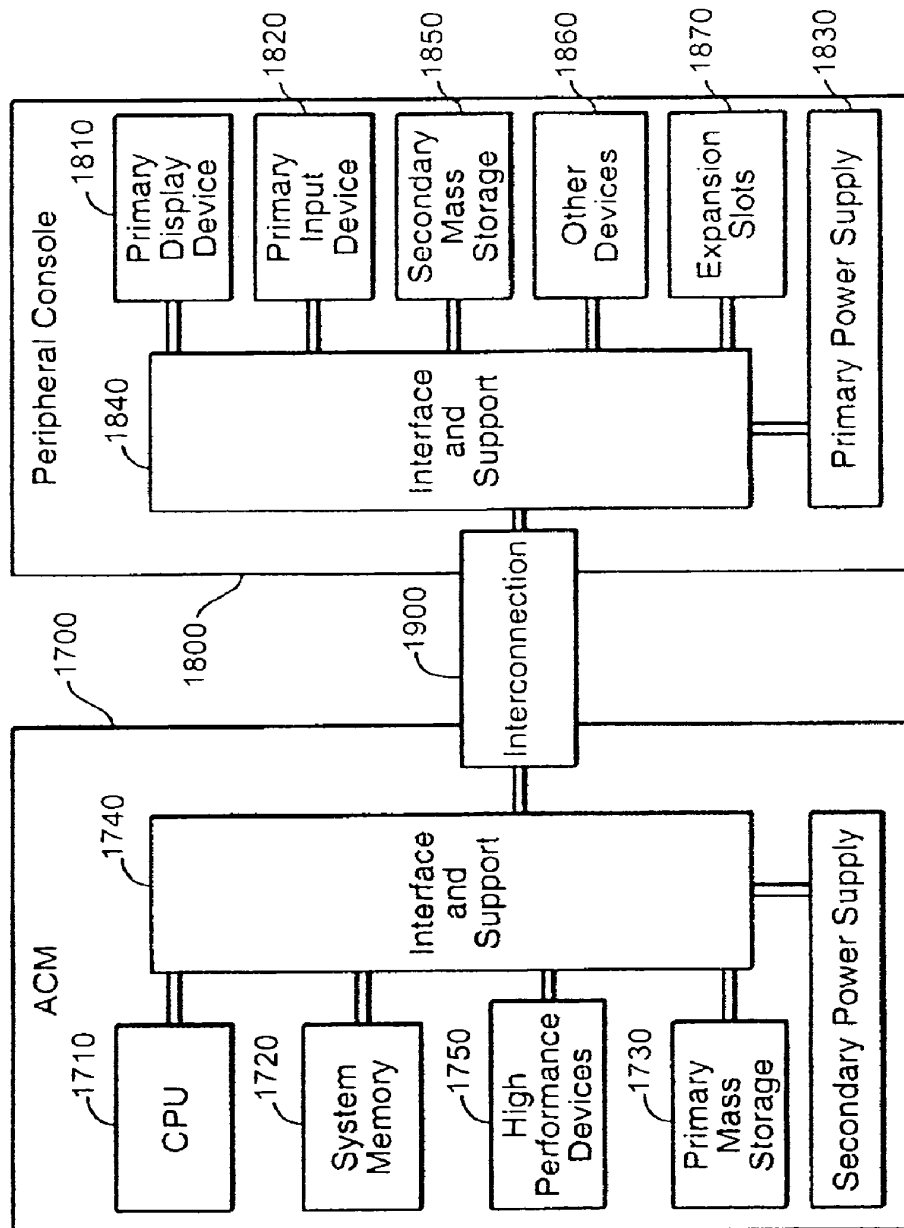 ACM
1700
1710
CPU
1720
System
Memory
1750
High
Performance
Devices
1730
Primary
Mass
Storage
1740
Interface
and
Support
Secondary Power Supply
1900
Interconnection
Peripheral Console
1800
1840
Interface
and
Support
1810
Primary
Display
Device
1820
Primary
Input
Device
1850
Secondary
Mass
Storage
1860
Other
Devices
1870
Expansion
Slots
1830
Primary Power Supply